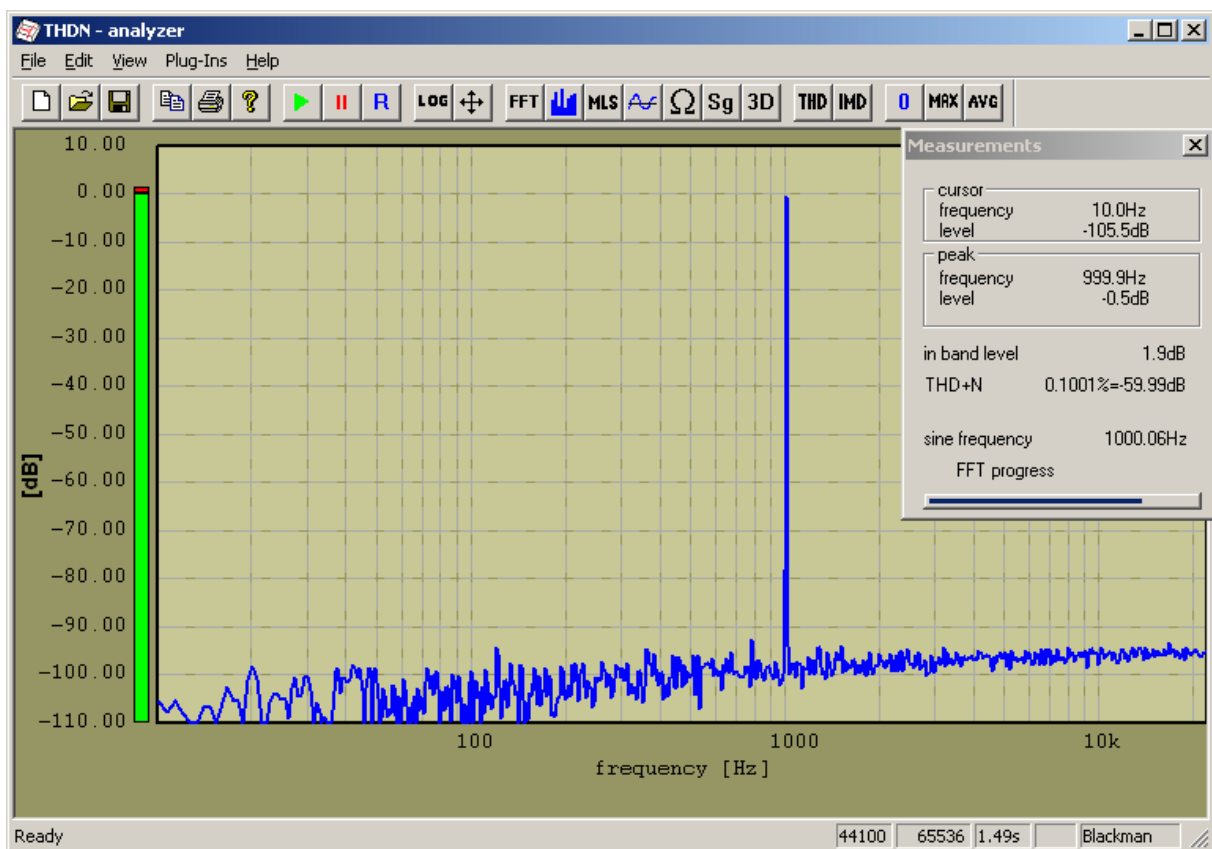 THDN - analyzer
File Edit View Plug-Ins Help
R LOG FFT MLS Ω Sg 3D THD IMD 0 MAX AVG
10.00
0.00
-10.00
-20.00
-30.00
-40.00
-50.00
-60.00
-70.00
-80.00
-90.00
-100.00
-110.00
[dB]
100 1000 10k
frequency [Hz]
Measurements
cursor
frequency 10.0Hz
level -105.5dB
peak
frequency 999.9Hz
level -0.5dB
in band level 1.9dB
THD+N 0.1001%=-59.99dB
sine frequency 1000.06Hz
FFT progress
Ready 44100 65536 1.49s Blackman